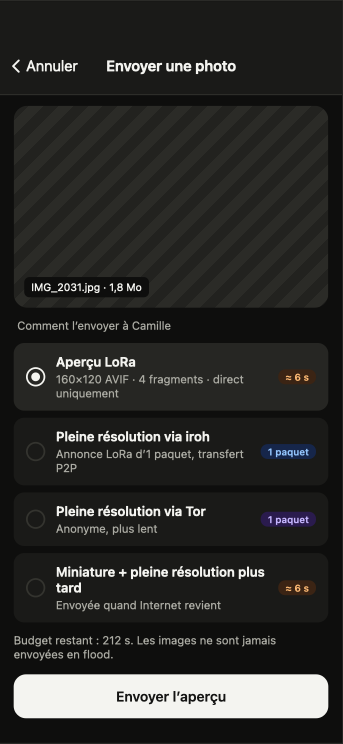 Annuler
Envoyer une photo
IMG_2031.jpg · 1,8 Mo
Comment l’envoyer à Camille
Aperçu LoRa
160×120 AVIF · 4 fragments · direct
uniquement
≈ 6 s
Pleine résolution via iroh
Annonce LoRa d’1 paquet, transfert
P2P
1 paquet
Pleine résolution via Tor
Anonyme, plus lent
1 paquet
Miniature + pleine résolution plus
tard
Envoyée quand Internet revient
≈ 6 s
Budget restant : 212 s. Les images ne sont jamais
envoyées en flood.
Envoyer l’aperçu